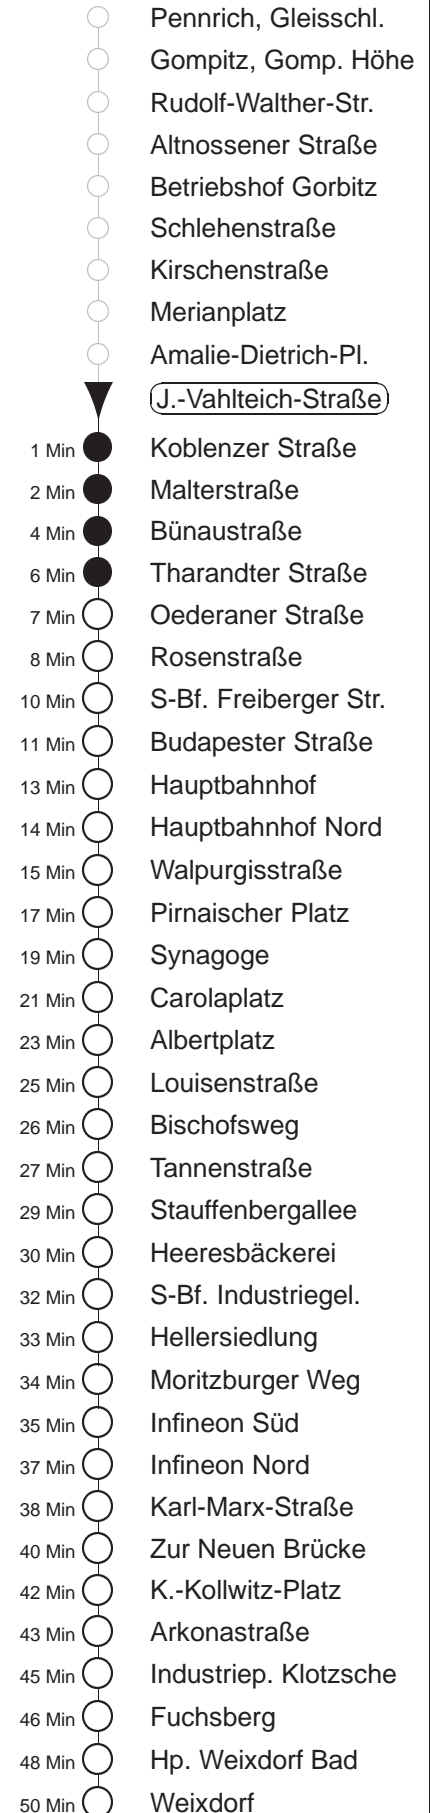 Pennrich, Gleisschl.
Gompitz, Gomp. Höhe
Rudolf-Walther-Str.
Altnossener Straße
Betriebshof Gorbitz
Schlehenstraße
Kirschenstraße
Merianplatz
Amalie-Dietrich-Pl.
J.-Vahlteich-Straße
1 Min Koblenzer Straße
2 Min Malterstraße
4 Min Bünaustraße
6 Min Tharandter Straße
7 Min Oederaner Straße
8 Min Rosenstraße
10 Min S-Bf. Freiberger Str.
11 Min Budapester Straße
13 Min Hauptbahnhof
14 Min Hauptbahnhof Nord
15 Min Walpurgisstraße
17 Min Pirnaischer Platz
19 Min Synagoge
21 Min Carolaplatz
23 Min Albertplatz
25 Min Louisenstraße
26 Min Bischofsweg
27 Min Tannenstraße
29 Min Stauffenbergallee
30 Min Heeresbäckerei
32 Min S-Bf. Industriegel.
33 Min Hellersiedlung
34 Min Moritzburger Weg
35 Min Infineon Süd
37 Min Infineon Nord
38 Min Karl-Marx-Straße
40 Min Zur Neuen Brücke
42 Min K.-Kollwitz-Platz
43 Min Arkonastraße
45 Min Industriep. Klotzsche
46 Min Fuchsberg
48 Min Hp. Weixdorf Bad
50 Min Weixdorf